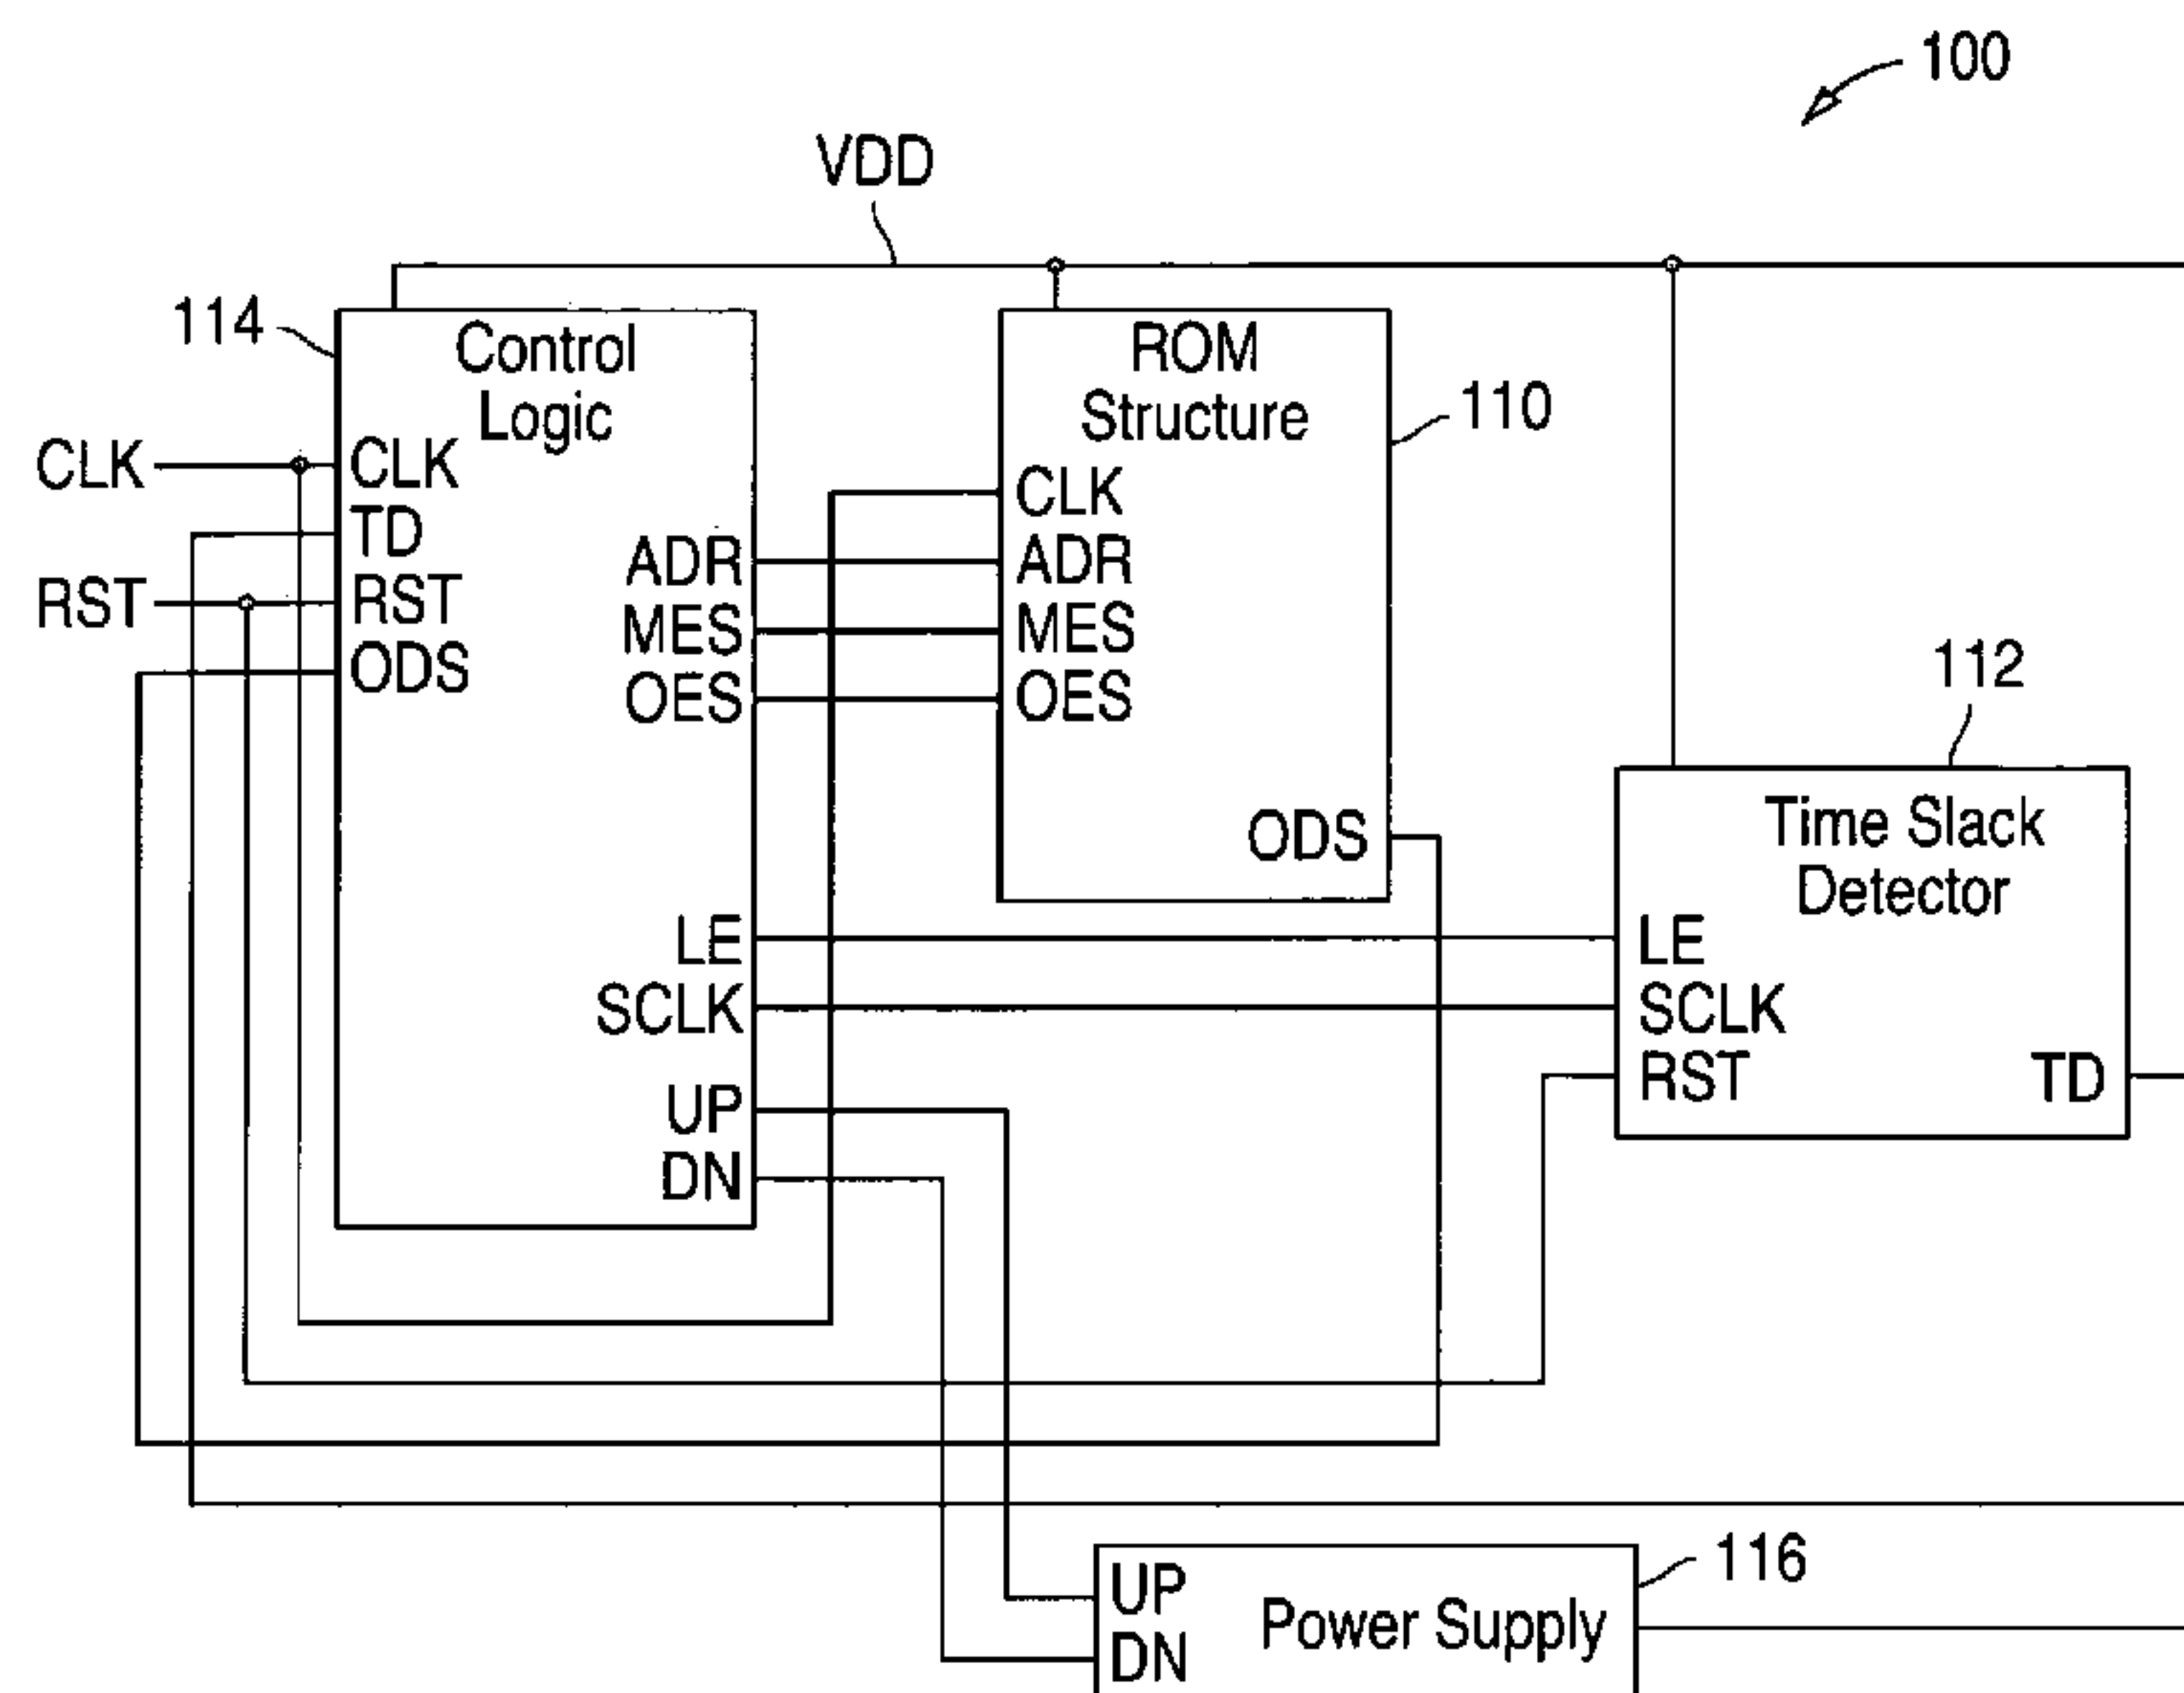 100
VDD
114
Control
Logic
CLK
CLK
TD
RST
RST
ODS
ADR
MES
OES
LE
SCLK
UP
DN
ROM
Structure
110
CLK
ADR
MES
OES
ODS
112
Time Slack
Detector
LE
SCLK
RST
TD
116
UP
DN
Power Supply